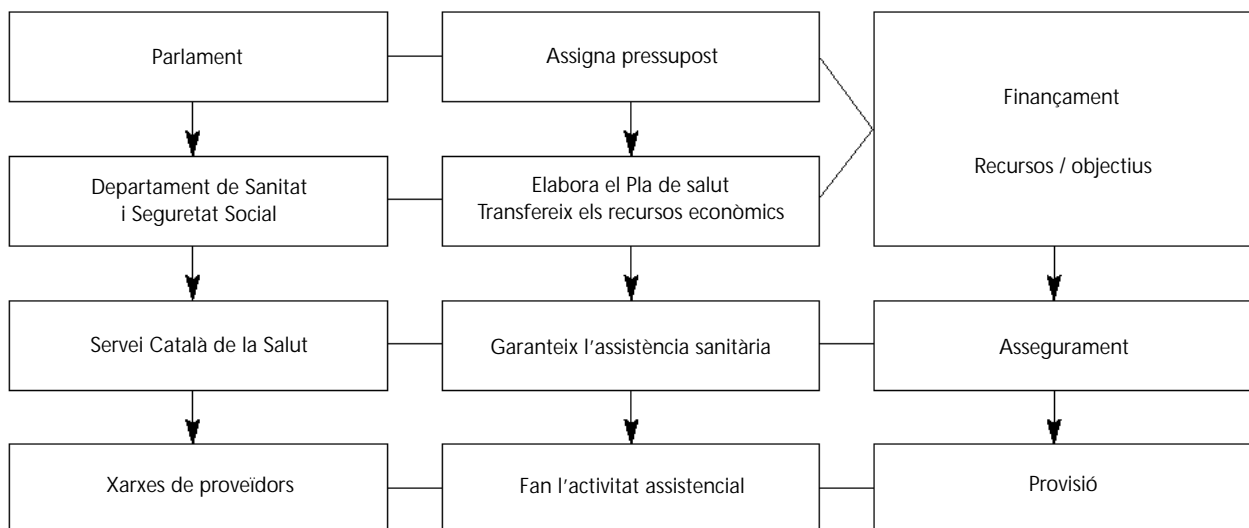 Parlament
Assigna pressupost
Finançament
Recursos / objectius
Departament de Sanitat
i Seguretat Social
Elabora el Pla de salut
Transfereix els recursos econòmics
Servei Català de la Salut
Garanteix l'assistència sanitària
Assegurament
Xarxes de proveïdors
Fan l'activitat assistencial
Provisió